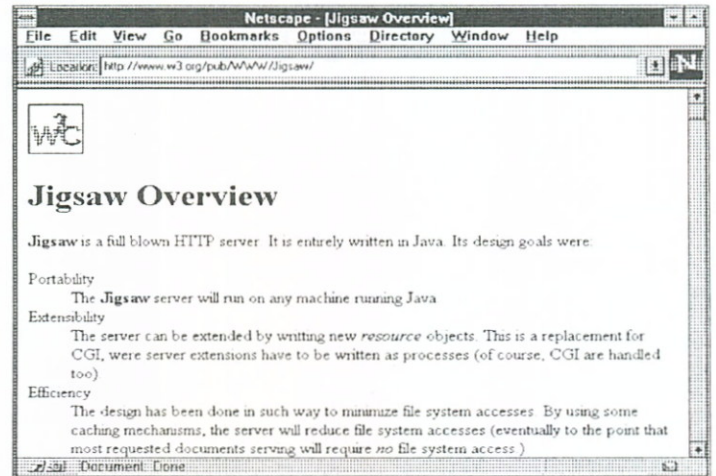 Netscape - [Jigsaw Overview]
File Edit View Go Bookmarks Options Directory Window Help
Location: http://www.w3.org/pub/WWW/Jigsaw/
N
W3C
Jigsaw Overview
Jigsaw is a full blown HTTP server. It is entirely written in Java. Its design goals were:
Portability
The Jigsaw server will run on any machine running Java
Extensibility
The server can be extended by writting new resource objects. This is a replacement for
CGI, were server extensions have to be written as processes (of course, CGI are handled
too)
Efficiency
The design has been done in such way to minimize file system accesses. By using some
caching mechanisms, the server will reduce file system accesses (eventually to the point that
most requested documents serving will require no file system access.)
Document: Done